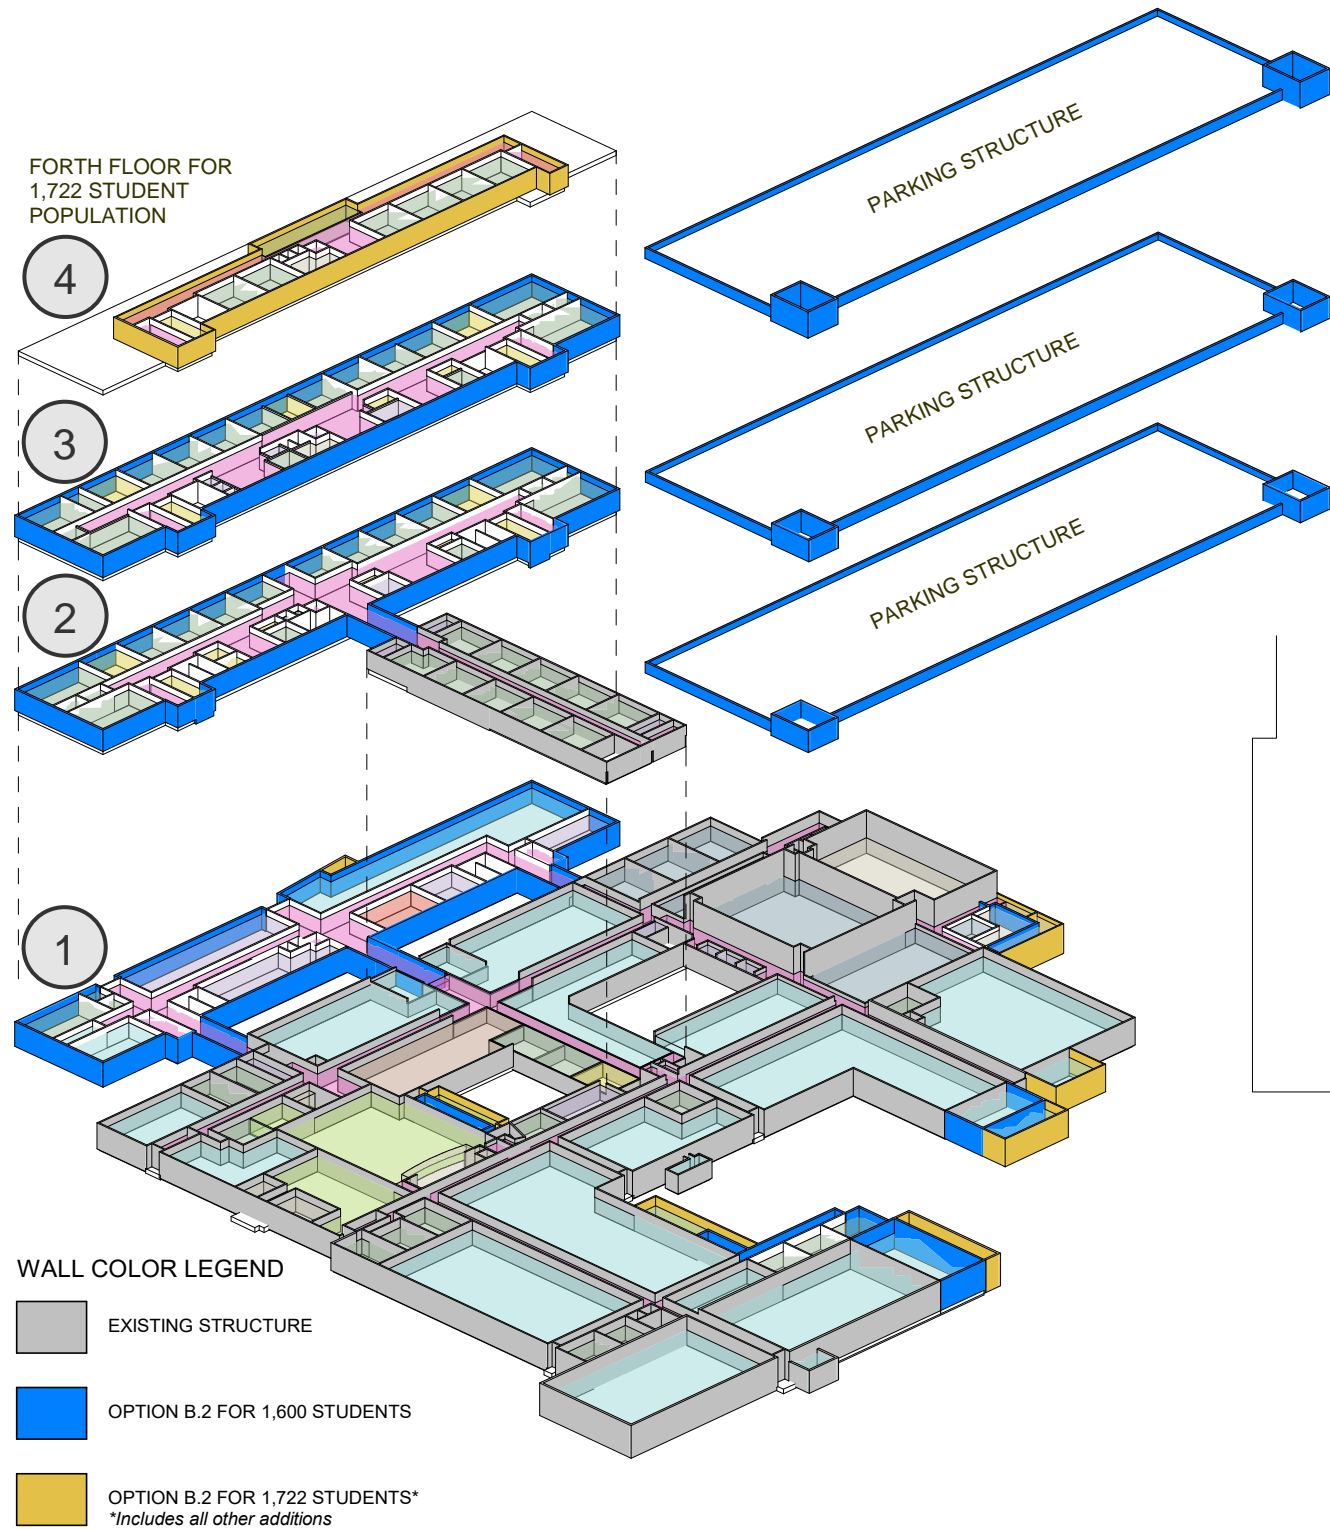 FORTH FLOOR FOR
1,722 STUDENT
POPULATION
4
3
2
1
PARKING STRUCTURE
PARKING STRUCTURE
PARKING STRUCTURE
WALL COLOR LEGEND
EXISTING STRUCTURE
OPTION B.2 FOR 1,600 STUDENTS
OPTION B.2 FOR 1,722 STUDENTS*
*Includes all other additions